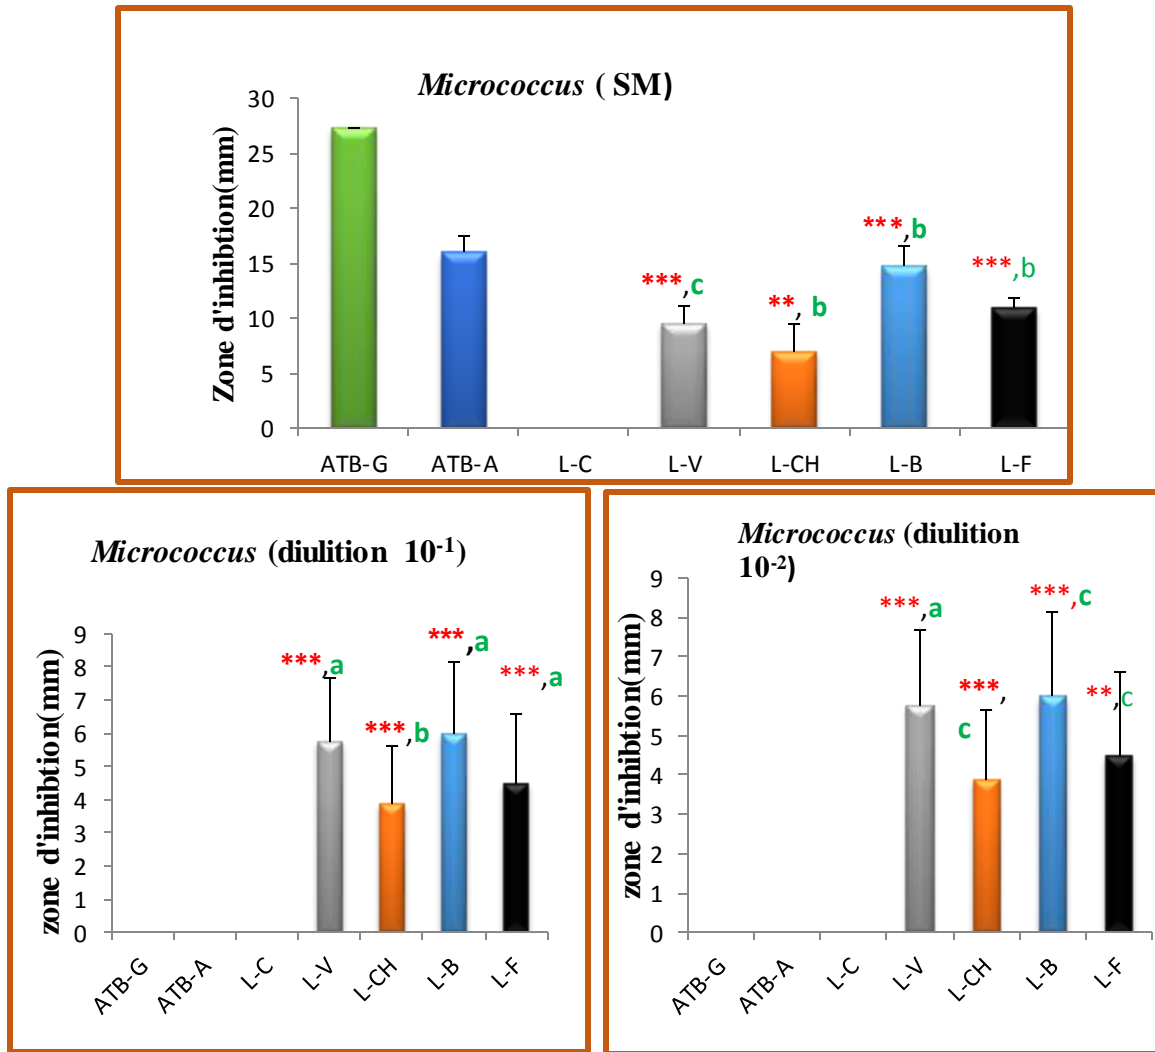 Micrococcus ( SM)
Zone d'inhibtion(mm)
30
25
20
15
10
5
0
***,c
**, b
***,b
***,b
ATB-G ATB-A L-C L-V L-CH L-B L-F
Micrococcus (diulition 10-1)
zone d'inhibtion(mm)
9
8
7
6
5
4
3
2
1
0
***,a
***,b
***
,a
***,a
ATB-G ATB-A L-C L-V L-CH L-B L-F
Micrococcus (diulition
10-2)
zone d'inhibtion(mm)
9
8
7
6
5
4
3
2
1
0
***,a
***,
c
***,c
**,c
ATB-G ATB-A L-C L-V L-CH L-B L-F